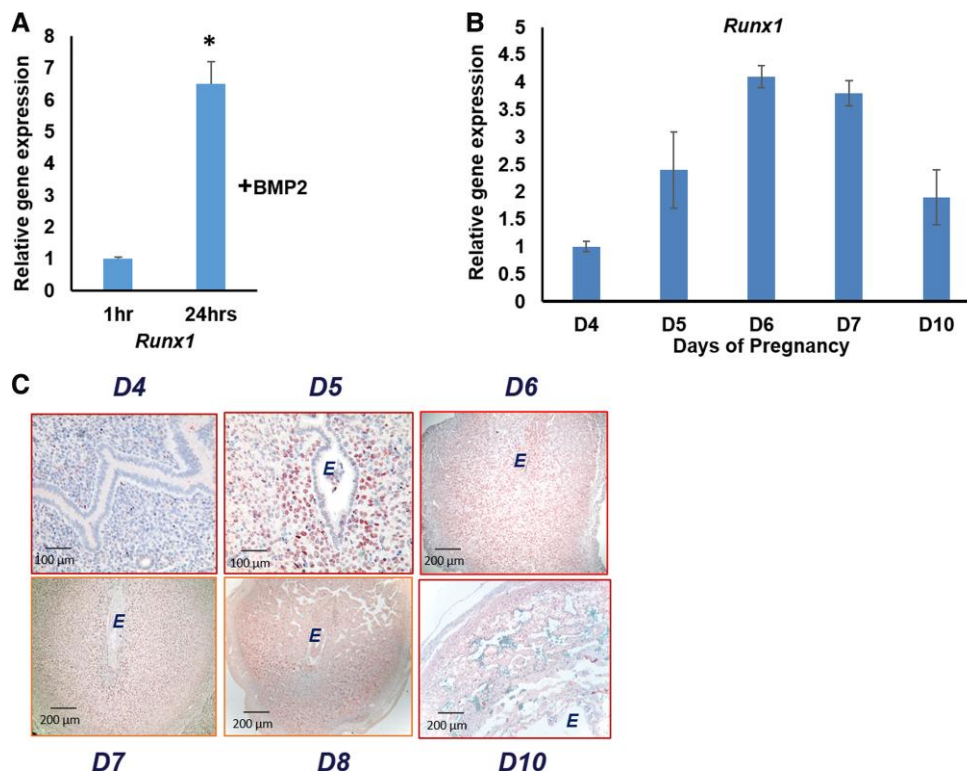 A
Relative gene expression
8
7
6
5
4
3
2
1
0
*
+BMP2
1hr 24hrs
Runx1
B
Runx1
Relative gene expression
5
4.5
4
3.5
3
2.5
2
1.5
1
0.5
0
D4 D5 D6 D7 D10
Days of Pregnancy
C
D4 D5 D6
E
E
100 µm
100 µm
200 µm
E
E
E
200 µm
200 µm
200 µm
D7 D8 D10